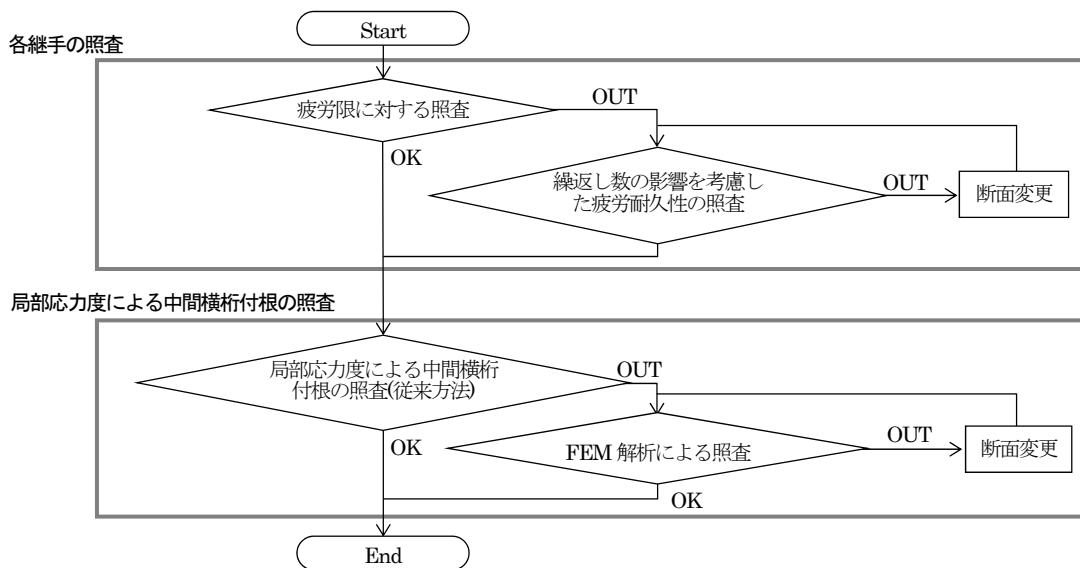 Start
各継手の照査
疲労限に対する照査
OUT
OK
繰返し数の影響を考慮し
た疲労耐久性の照査
OUT
断面変更
局部応力度による中間横桁付根の照査
局部応力度による中間横桁
付根の照査(従来方法)
OUT
OK
FEM 解析による照査
OUT
断面変更
OK
End